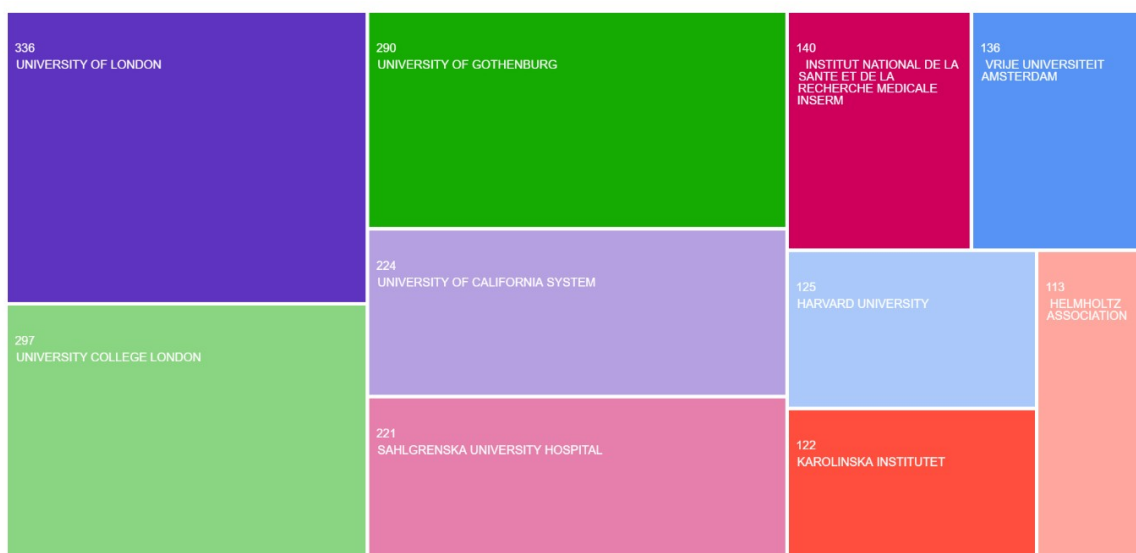 336
UNIVERSITY OF LONDON
297
UNIVERSITY COLLEGE LONDON
290
UNIVERSITY OF GOTHENBURG
224
UNIVERSITY OF CALIFORNIA SYSTEM
221
SAHLGRENSKA UNIVERSITY HOSPITAL
140
INSTITUT NATIONAL DE LA
SANTE ET DE LA
RECHERCHE MEDICALE
INSERM
136
VRIJE UNIVERSITEIT
AMSTERDAM
125
HARVARD UNIVERSITY
122
KAROLINSKA INSTITUTET
113
HELMHOLTZ
ASSOCIATION